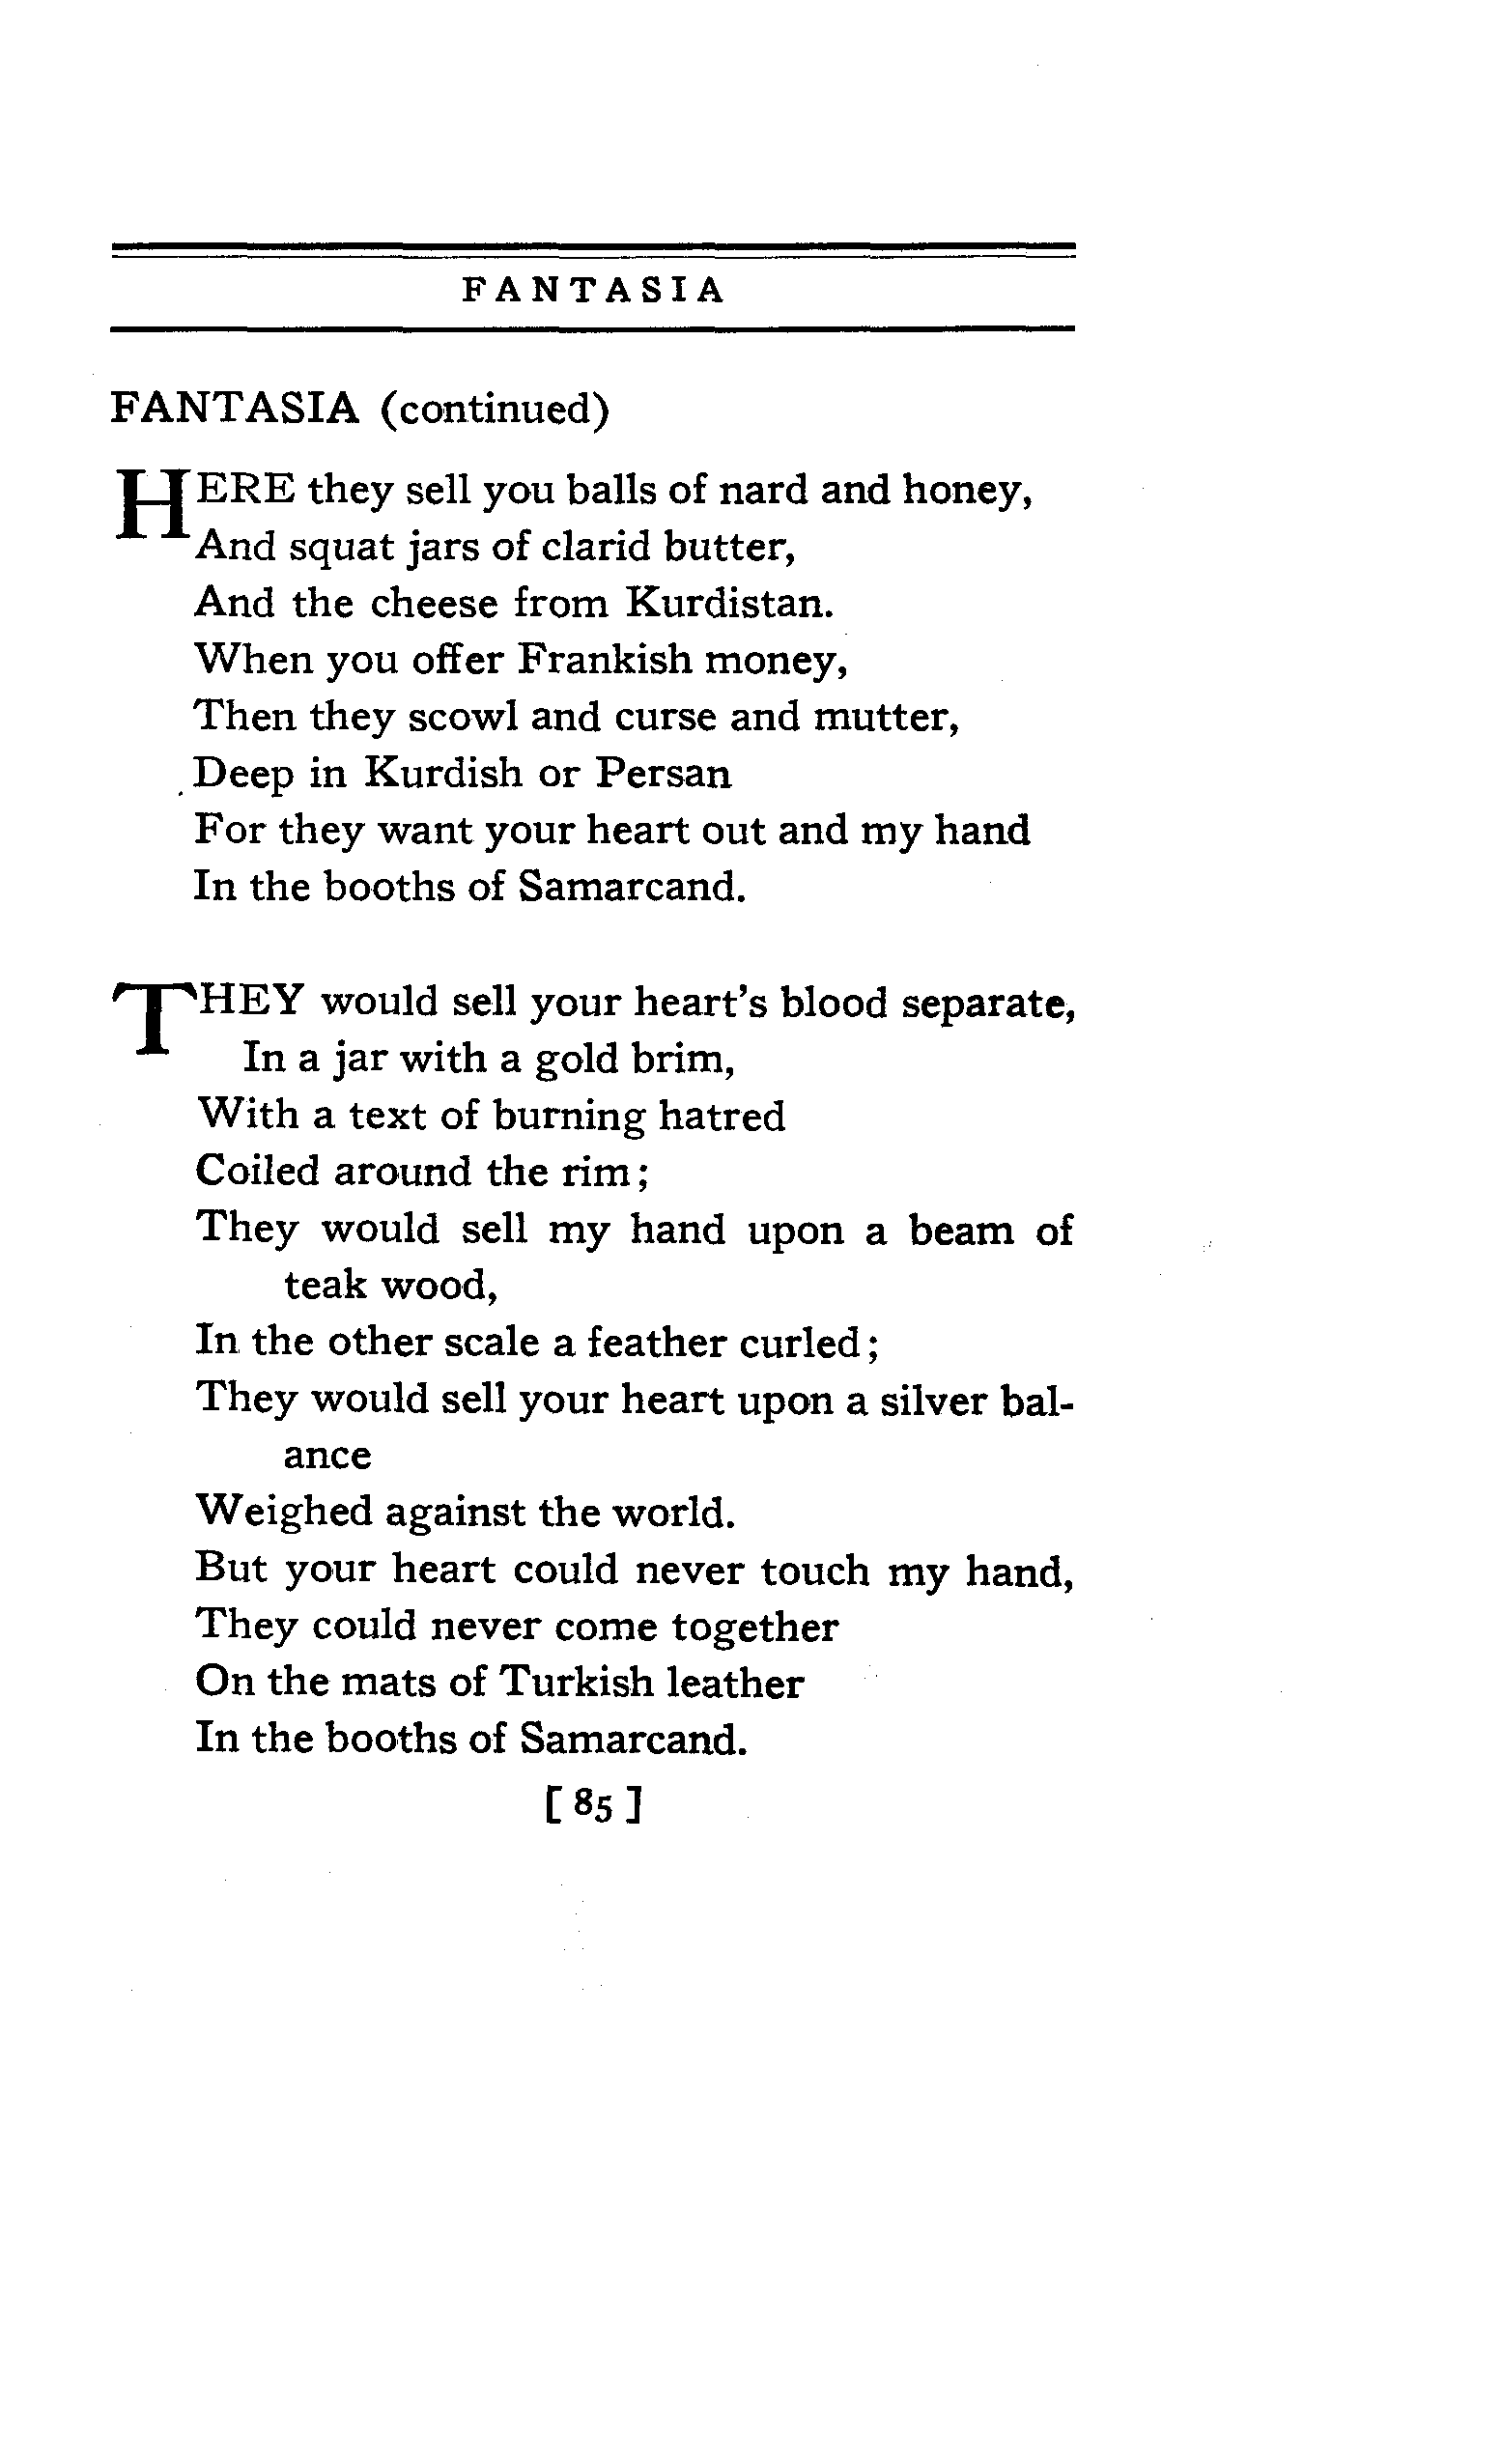 FANTASIA
FANTASIA (continued)
HERE they sell you balls of nard and honey,
And squat jars of clarid butter,
And the cheese from Kurdistan.
When you offer Frankish money,
Then they scowl and curse and mutter,
Deep in Kurdish or Persan
For they want your heart out and my hand
In the booths of Samarcand.
THEY would sell your heart's blood separate,
In a jar with a gold brim,
With a text of burning hatred
Coiled around the rim;
They would sell my hand upon a beam of
teak wood,
In the other scale a feather curled;
They would sell your heart upon a silver bal-
ance
Weighed against the world.
But your heart could never touch my hand,
They could never come together
On the mats of Turkish leather
In the booths of Samarcand.
[ 85 ]